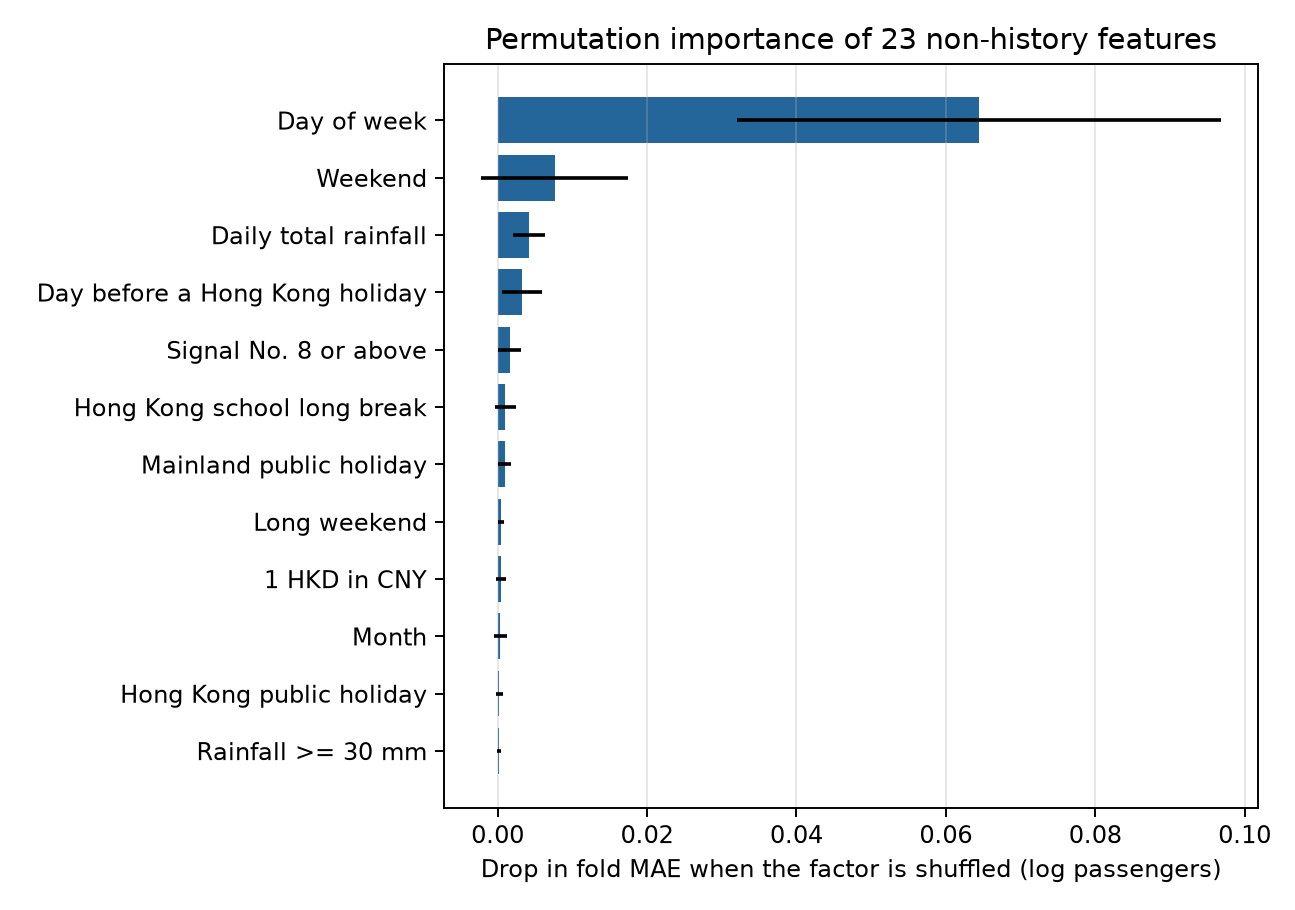 Permutation importance of 23 non-history features
Day of week
Weekend
Daily total rainfall
Day before a Hong Kong holiday
Signal No. 8 or above
Hong Kong school long break
Mainland public holiday
Long weekend
1 HKD in CNY
Month
Hong Kong public holiday
Rainfall >= 30 mm
0.00 0.02 0.04 0.06 0.08 0.10
Drop in fold MAE when the factor is shuffled (log passengers)